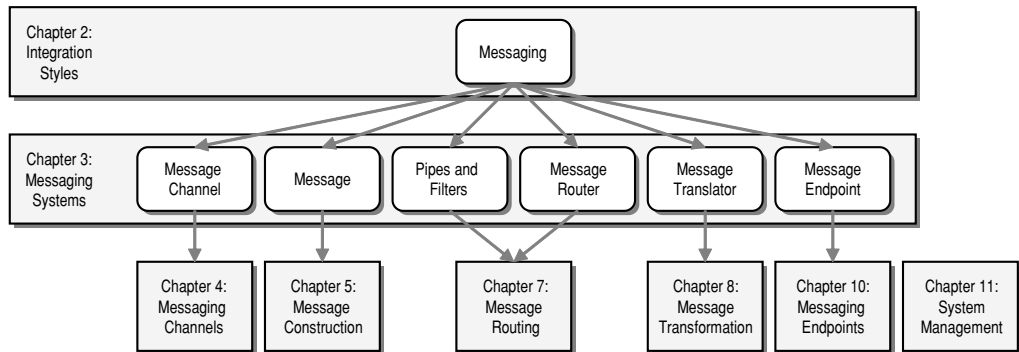 Chapter 2:
Integration
Styles
Messaging
Chapter 3:
Messaging
Systems
Message
Channel
Message
Pipes and
Filters
Message
Router
Message
Translator
Message
Endpoint
Chapter 4:
Messaging
Channels
Chapter 5:
Message
Construction
Chapter 7:
Message
Routing
Chapter 8:
Message
Transformation
Chapter 10:
Messaging
Endpoints
Chapter 11:
System
Management